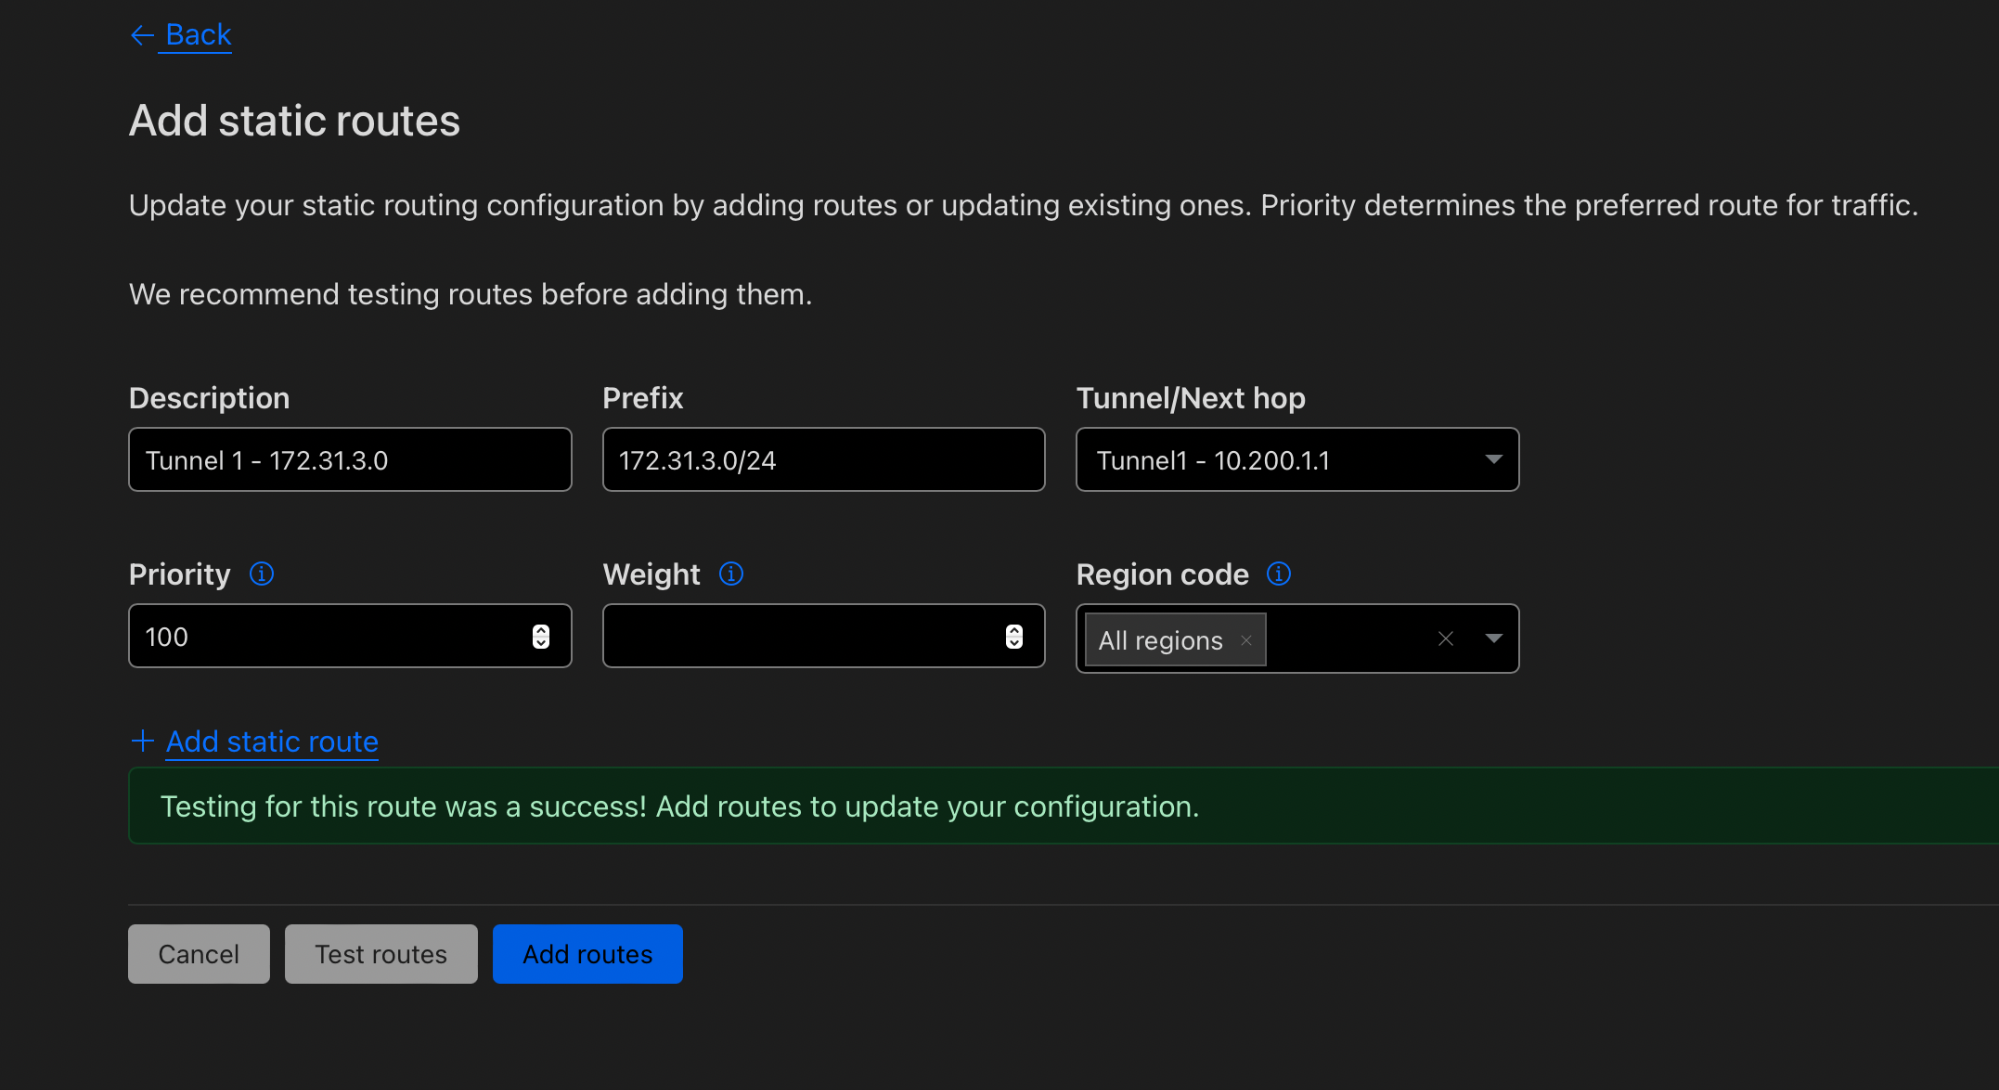 Back
Add static routes
Update your static routing configuration by adding routes or updating existing ones. Priority determines the preferred route for traffic.
We recommend testing routes before adding them.
Description Prefix Tunnel/Next hop
Tunnel 1 - 172.31.3.0 172.31.3.0/24 Tunnel1 - 10.200.1.1
Priority Weight Region code
100 All regions
Add static route
Testing for this route was a success! Add routes to update your configuration.
Cancel Test routes Add routes